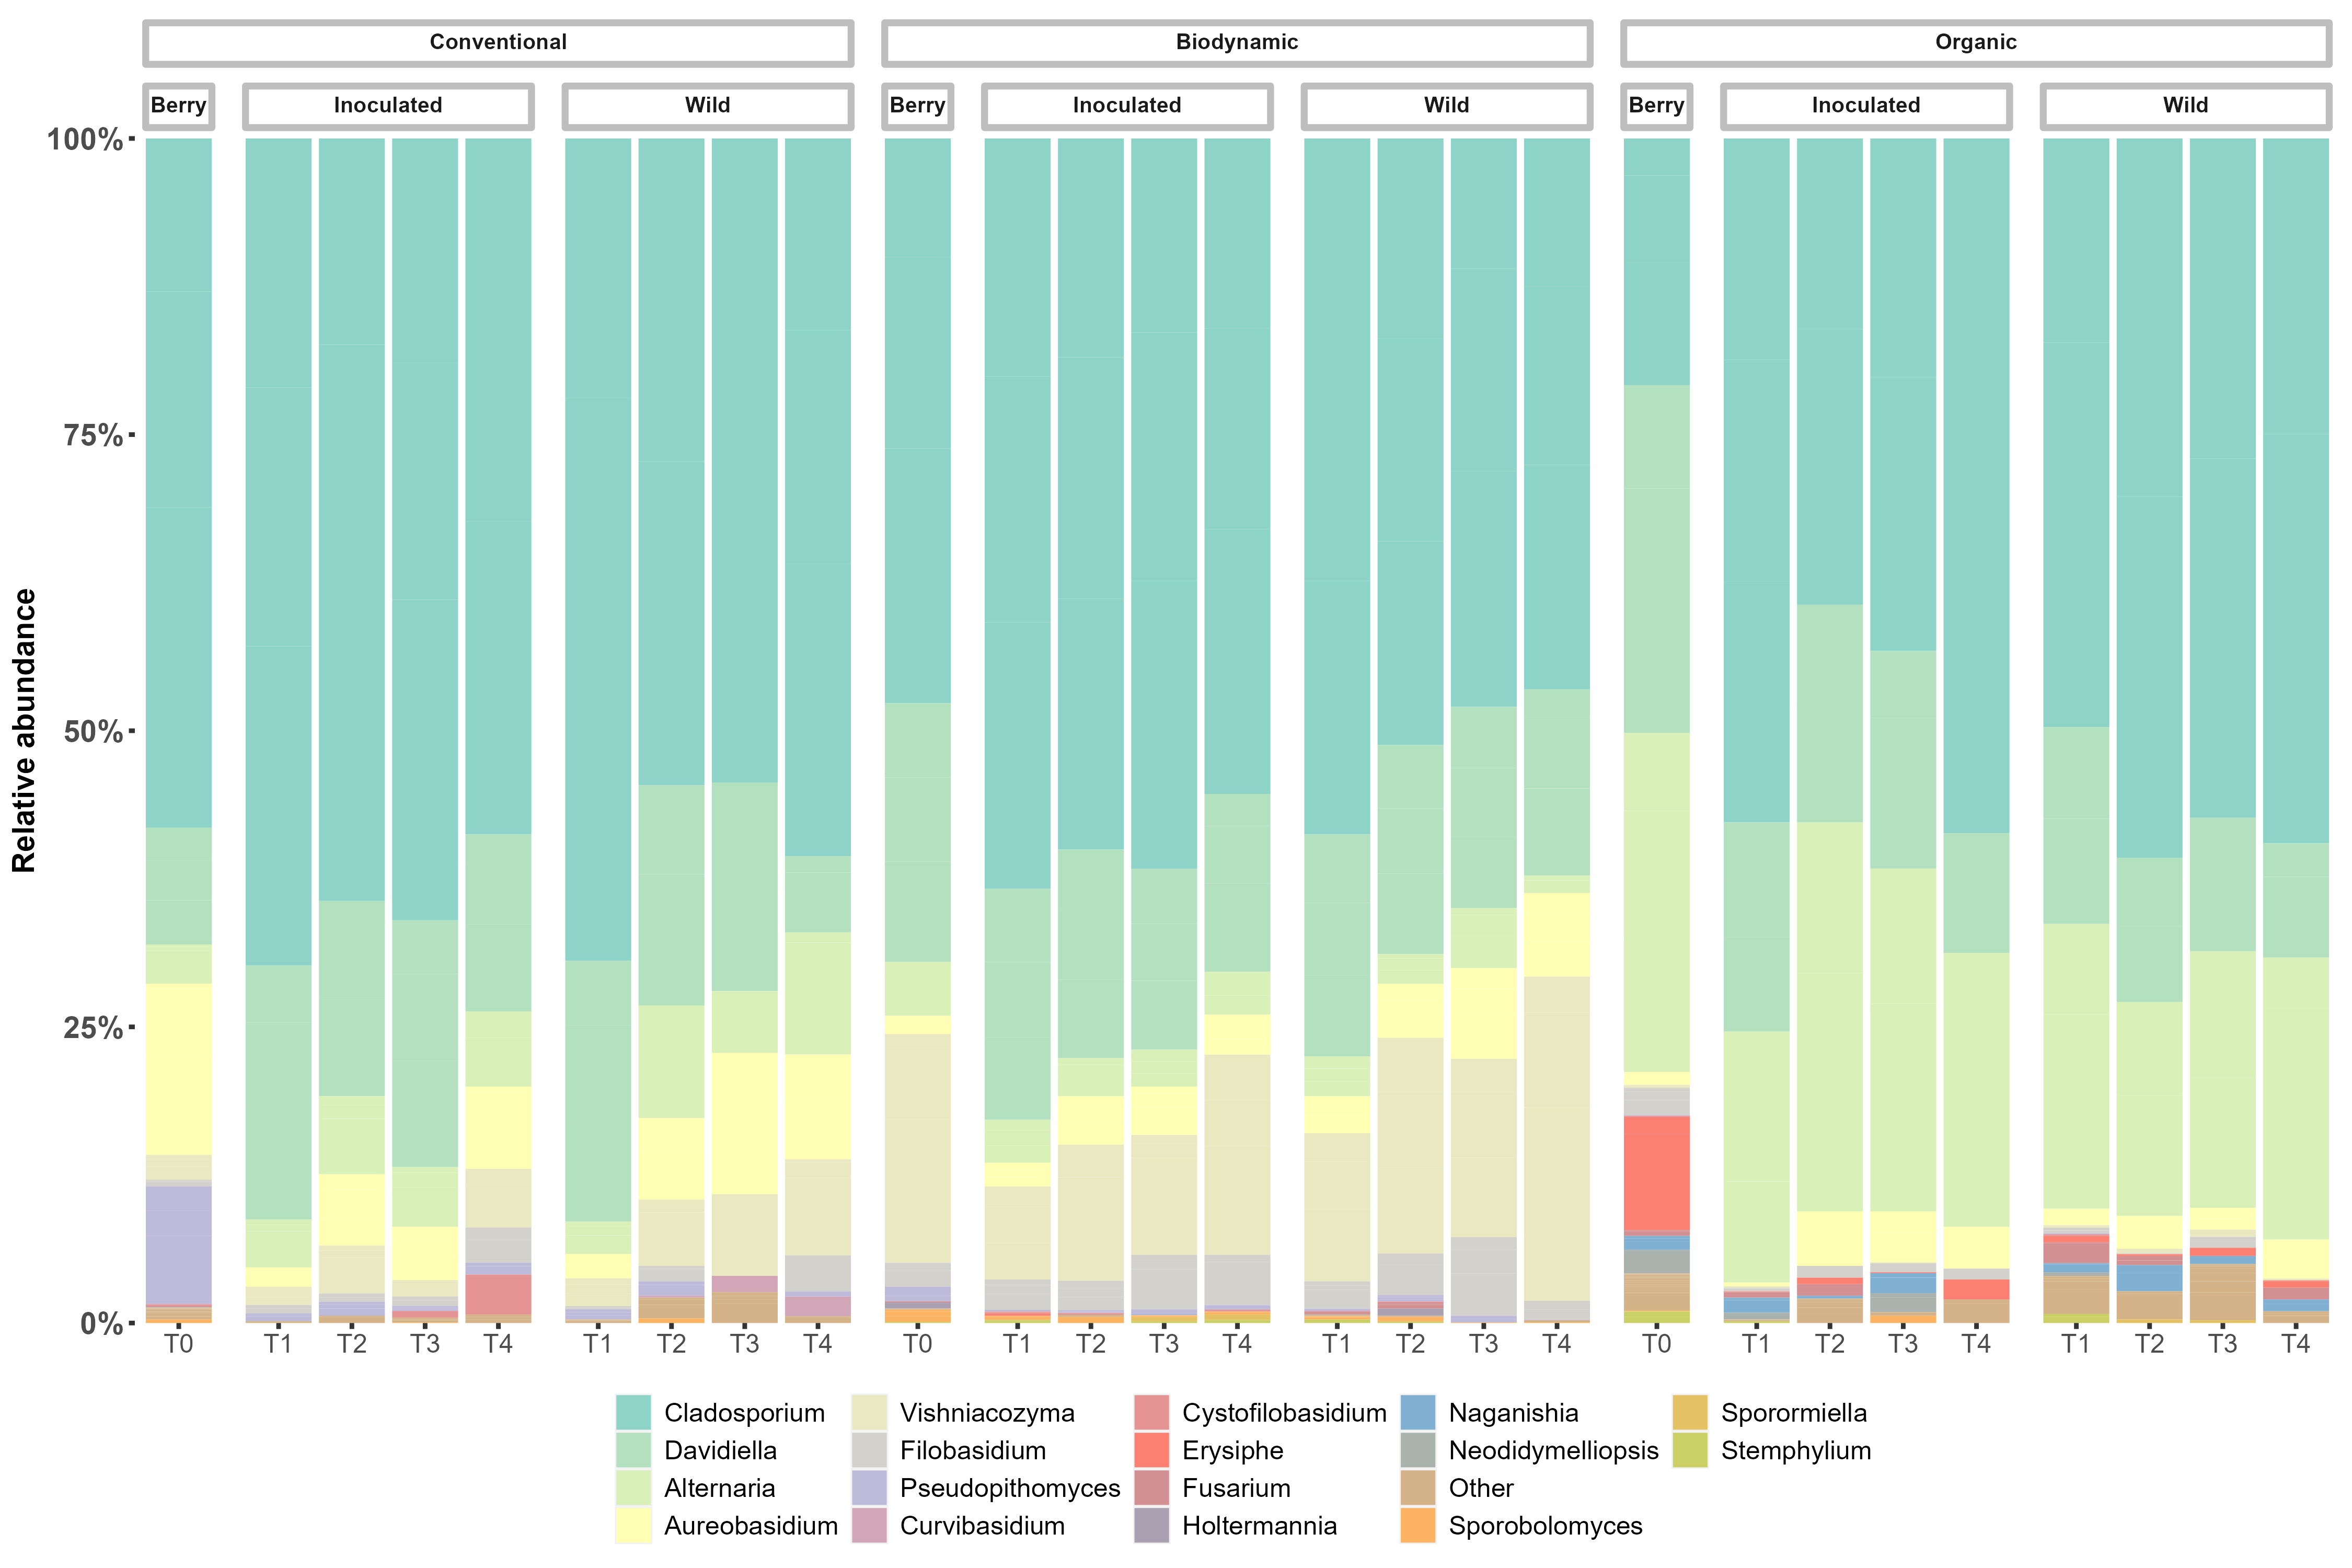 Conventional Biodynamic Organic
Berry Inoculated Wild Berry Inoculated Wild Berry Inoculated Wild
100%
75%
50%
25%
0%
Relative abundance
T0 T1 T2 T3 T4 T1 T2 T3 T4 T0 T1 T2 T3 T4 T1 T2 T3 T4 T0 T1 T2 T3 T4 T1 T2 T3 T4
Cladosporium Vishniacozyma Cystofilobasidium Naganishia Sporormiella
Davidiella Filobasidium Erysiphe Neodidymelliopsis Stemphylium
Alternaria Pseudopithomyces Fusarium Other
Aureobasidium Curvibasidium Holtermannia Sporobolomyces